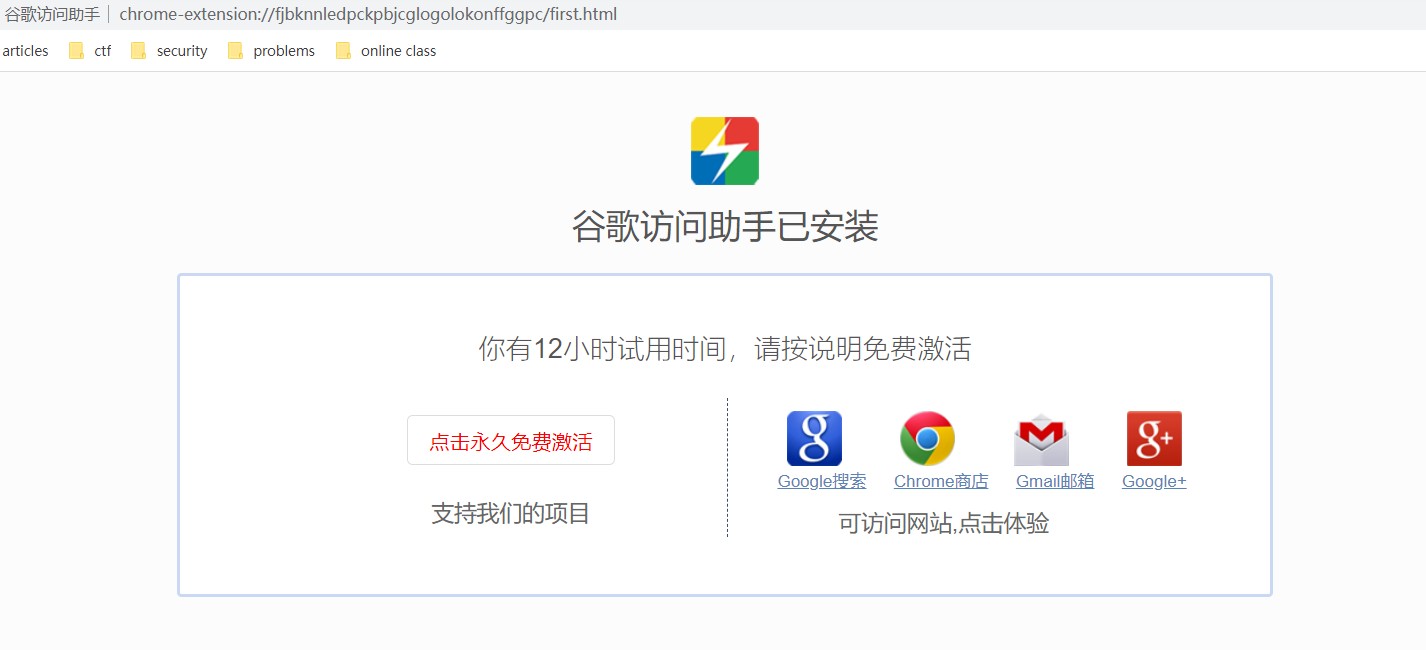 谷歌访问助手 chrome-extension://fjbknnledpckpbjcglogolokonffggpc/first.html
articles ctf security problems online class
谷歌访问助手已安装
你有12小时试用时间，请按说明免费激活
点击永久免费激活
支持我们的项目
Google搜索 Chrome商店 Gmail邮箱 Google+
可访问网站,点击体验